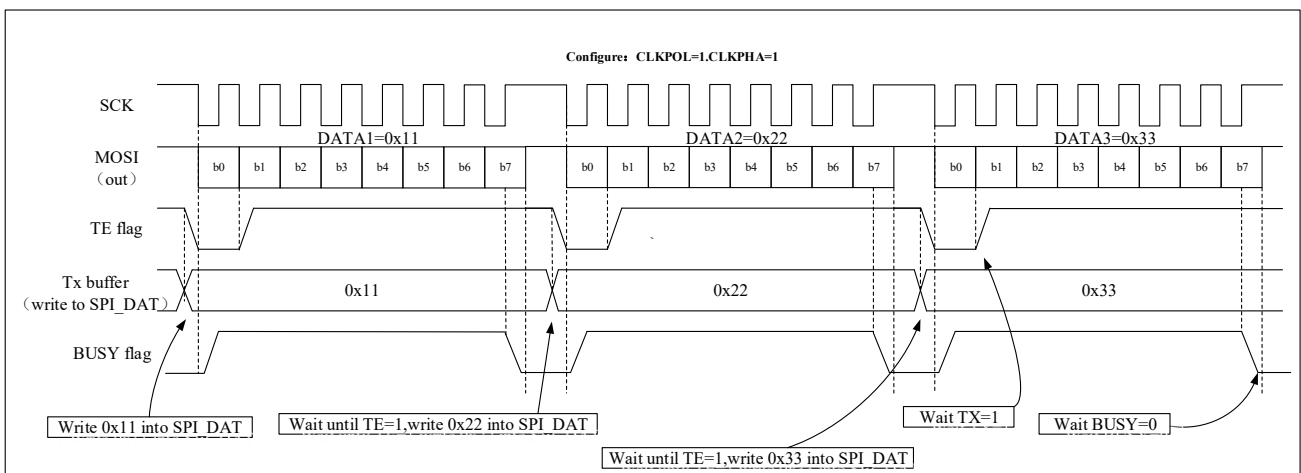 Configure：CLKPOL=1.CLKPHA=1
SCK
DATA1=0x11 DATA2=0x22 DATA3=0x33
MOSI
（out）
b0 b1 b2 b3 b4 b5 b6 b7 b0 b1 b2 b3 b4 b5 b6 b7 b0 b1 b2 b3 b4 b5 b6 b7
TE flag
Tx buffer
（write to SPI_DAT）
0x11 0x22 0x33
BUSY flag
Write 0x11 into SPI_DAT
Wait until TE=1,write 0x22 into SPI_DAT
Wait TX=1
Wait BUSY=0
Wait until TE=1,write 0x33 into SPI_DAT